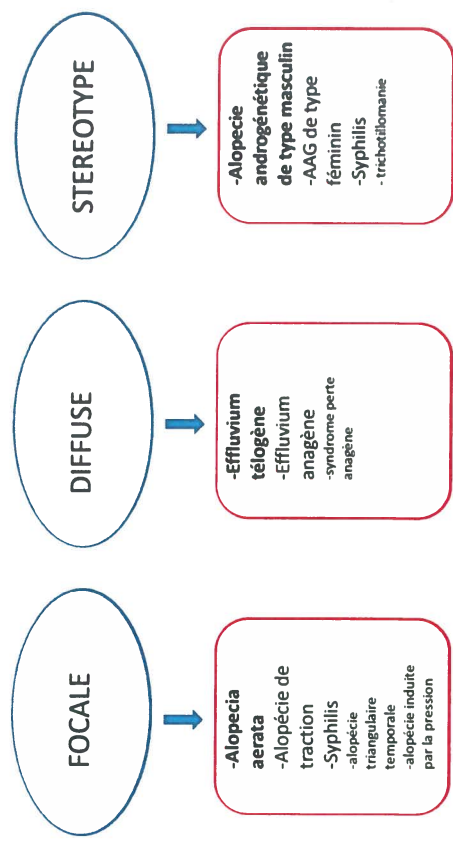 FOCALE
-Alopecia
aerata
-Alopécie de
traction
-Syphilis
-alopécie
triangulaire
temporale
-alopécie induite
par la pression
DIFFUSE
-Effluvium
télogène
-Effluvium
anagène
-syndrome perte
anagène
STEREOTYPE
-Alopecie
androgénétique
de type masculin
-AAG de type
féminin
-Syphilis
- trichotillomanie